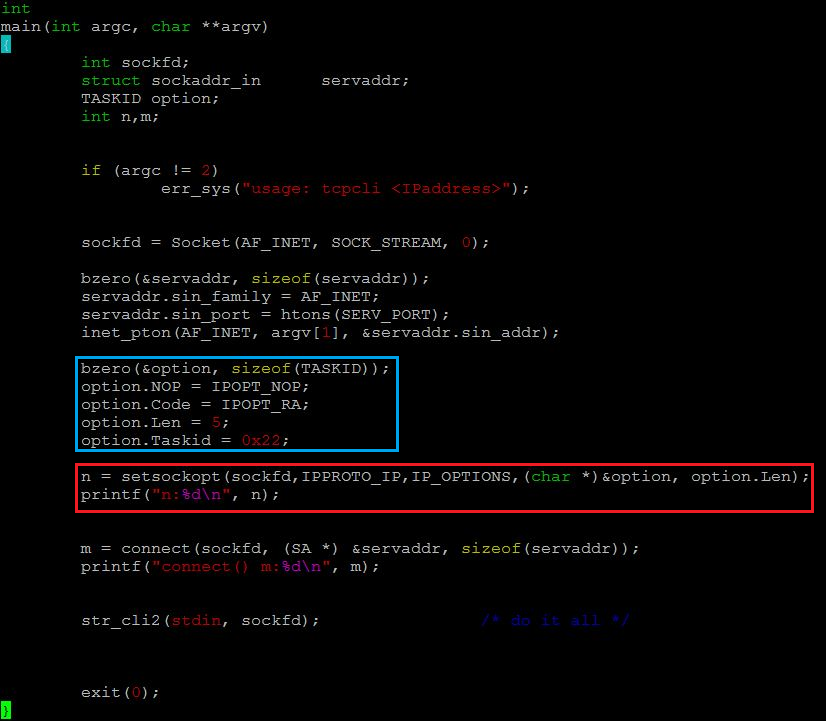 int
main(int argc, char **argv)
{
int sockfd;
struct sockaddr_in servaddr;
TASKID option;
int n,m;
if (argc != 2)
err_sys("usage: tcpcli <IPaddress>");
sockfd = Socket(AF_INET, SOCK_STREAM, 0);
bzero(&servaddr, sizeof(servaddr));
servaddr.sin_family = AF_INET;
servaddr.sin_port = htons(SERV_PORT);
inet_pton(AF_INET, argv[1], &servaddr.sin_addr);
bzero(&option, sizeof(TASKID));
option.NOP = IPOPT_NOP;
option.Code = IPOPT_RA;
option.Len = 5;
option.Taskid = 0x22;
n = setsockopt(sockfd,IPPROTO_IP,IP_OPTIONS,(char *)&option, option.Len);
printf("n:%d\n", n);
m = connect(sockfd, (SA *) &servaddr, sizeof(servaddr));
printf("connect() m:%d\n", m);
str_cli2(stdin, sockfd); /* do it all */
exit(0);
}